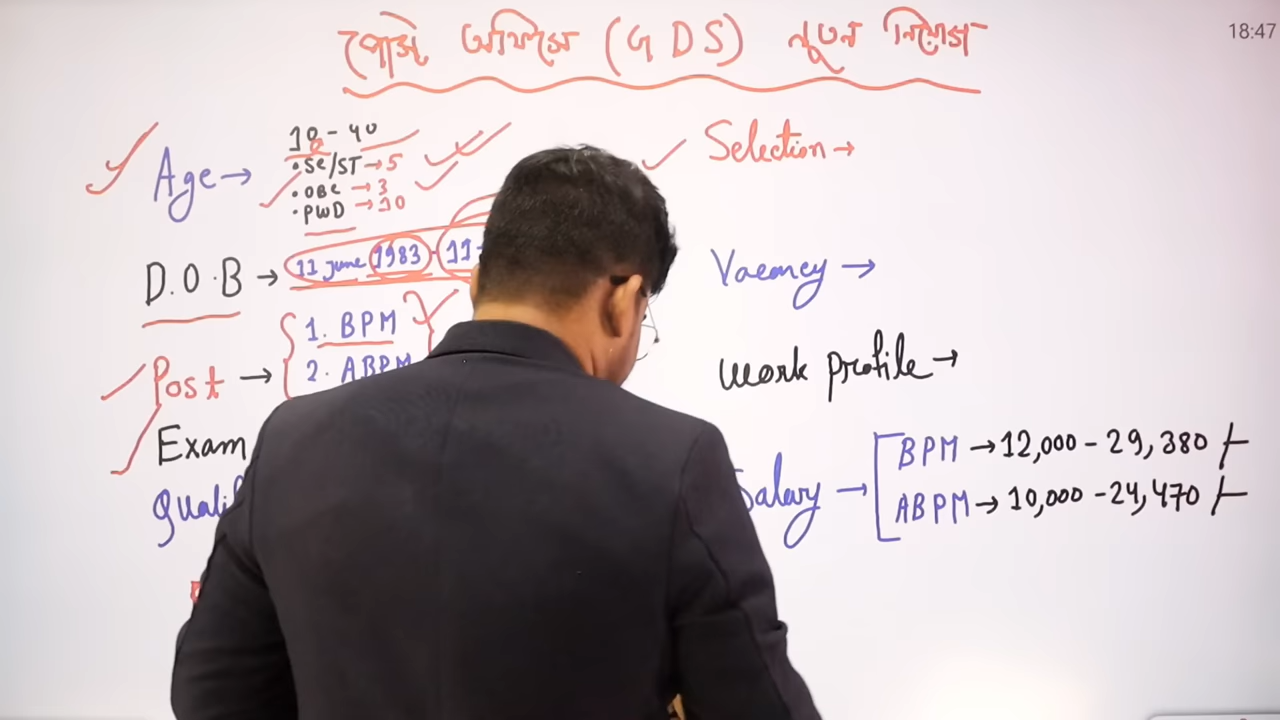 পোস্ট অফিসে (GDS) নূতন নিয়োগ
18:47
Age → 18 - 40
• SC/ST → 5
• OBC → 3
• PWD → 10
D.O.B → 11 June 1983 - 11
Post → 1. BPM
2. ABPM
Exam
Selection →
Vacancy →
Work profile →
Salary → BPM → 12,000 - 29,380/-
ABPM → 10,000 - 24,470/-